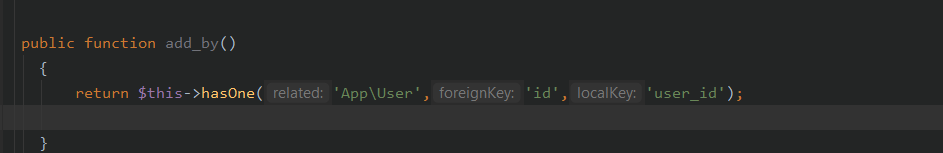 public function add_by()
{
return $this->hasOne( related: 'App\User', foreignKey: 'id', localKey: 'user_id');
}